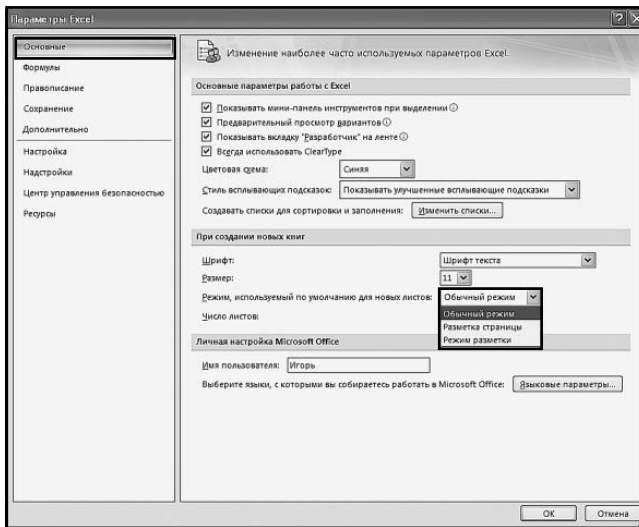 Параметры Excel
Основные
Формулы
Правописание
Сохранение
Дополнительно
Настройка
Надстройки
Центр управления безопасностью
Ресурсы
Изменение наиболее часто используемых параметров Excel.
Основные параметры работы с Excel
Показывать мини-панель инструментов при выделении
Предварительный просмотр вариантов
Показывать вкладку "Разработчик" на ленте
Всегда использовать ClearType
Цветовая схема: Синяя
Стиль всплывающих подсказок: Показывать улучшенные всплывающие подсказки
Создавать списки для сортировки и заполнения: Изменить списки...
При создании новых книг
Шрифт: Шрифт текста
Размер: 11
Режим, используемый по умолчанию для новых листов: Обычный режим
Число листов: Обычный режим
Разметка страницы
Режим разметки
Личная настройка Microsoft Office
Имя пользователя: Игорь
Выберите языки, с которыми вы собираетесь работать в Microsoft Office: Языковые параметры...
ОК Отмена